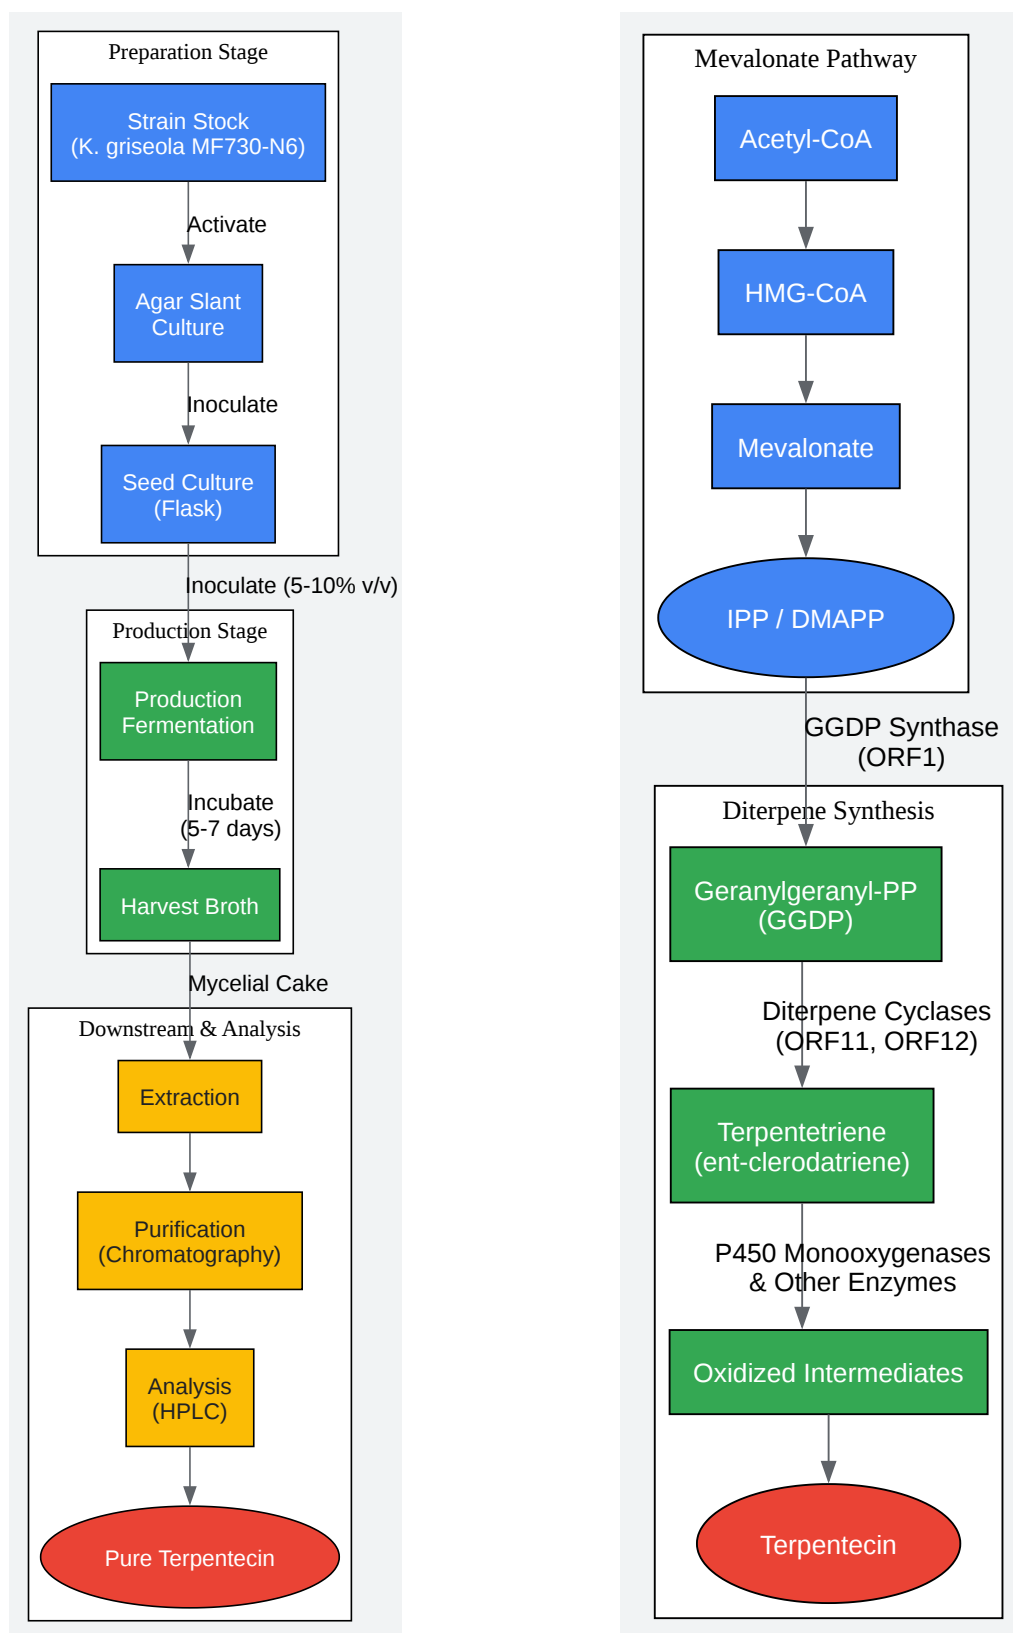 Preparation Stage
Strain Stock
(K. griseola MF730-N6)
Activate
Agar Slant
Culture
Inoculate
Seed Culture
(Flask)
Inoculate (5-10% v/v)
Production Stage
Production
Fermentation
Incubate
(5-7 days)
Harvest Broth
Mycelial Cake
Downstream & Analysis
Extraction
Purification
(Chromatography)
Analysis
(HPLC)
Pure Terpentecin
Mevalonate Pathway
Acetyl-CoA
HMG-CoA
Mevalonate
IPP / DMAPP
GGDP Synthase
(ORF1)
Diterpene Synthesis
Geranylgeranyl-PP
(GGDP)
Diterpene Cyclases
(ORF11, ORF12)
Terpentetriene
(ent-clerodatriene)
P450 Monooxygenases
& Other Enzymes
Oxidized Intermediates
Terpentecin